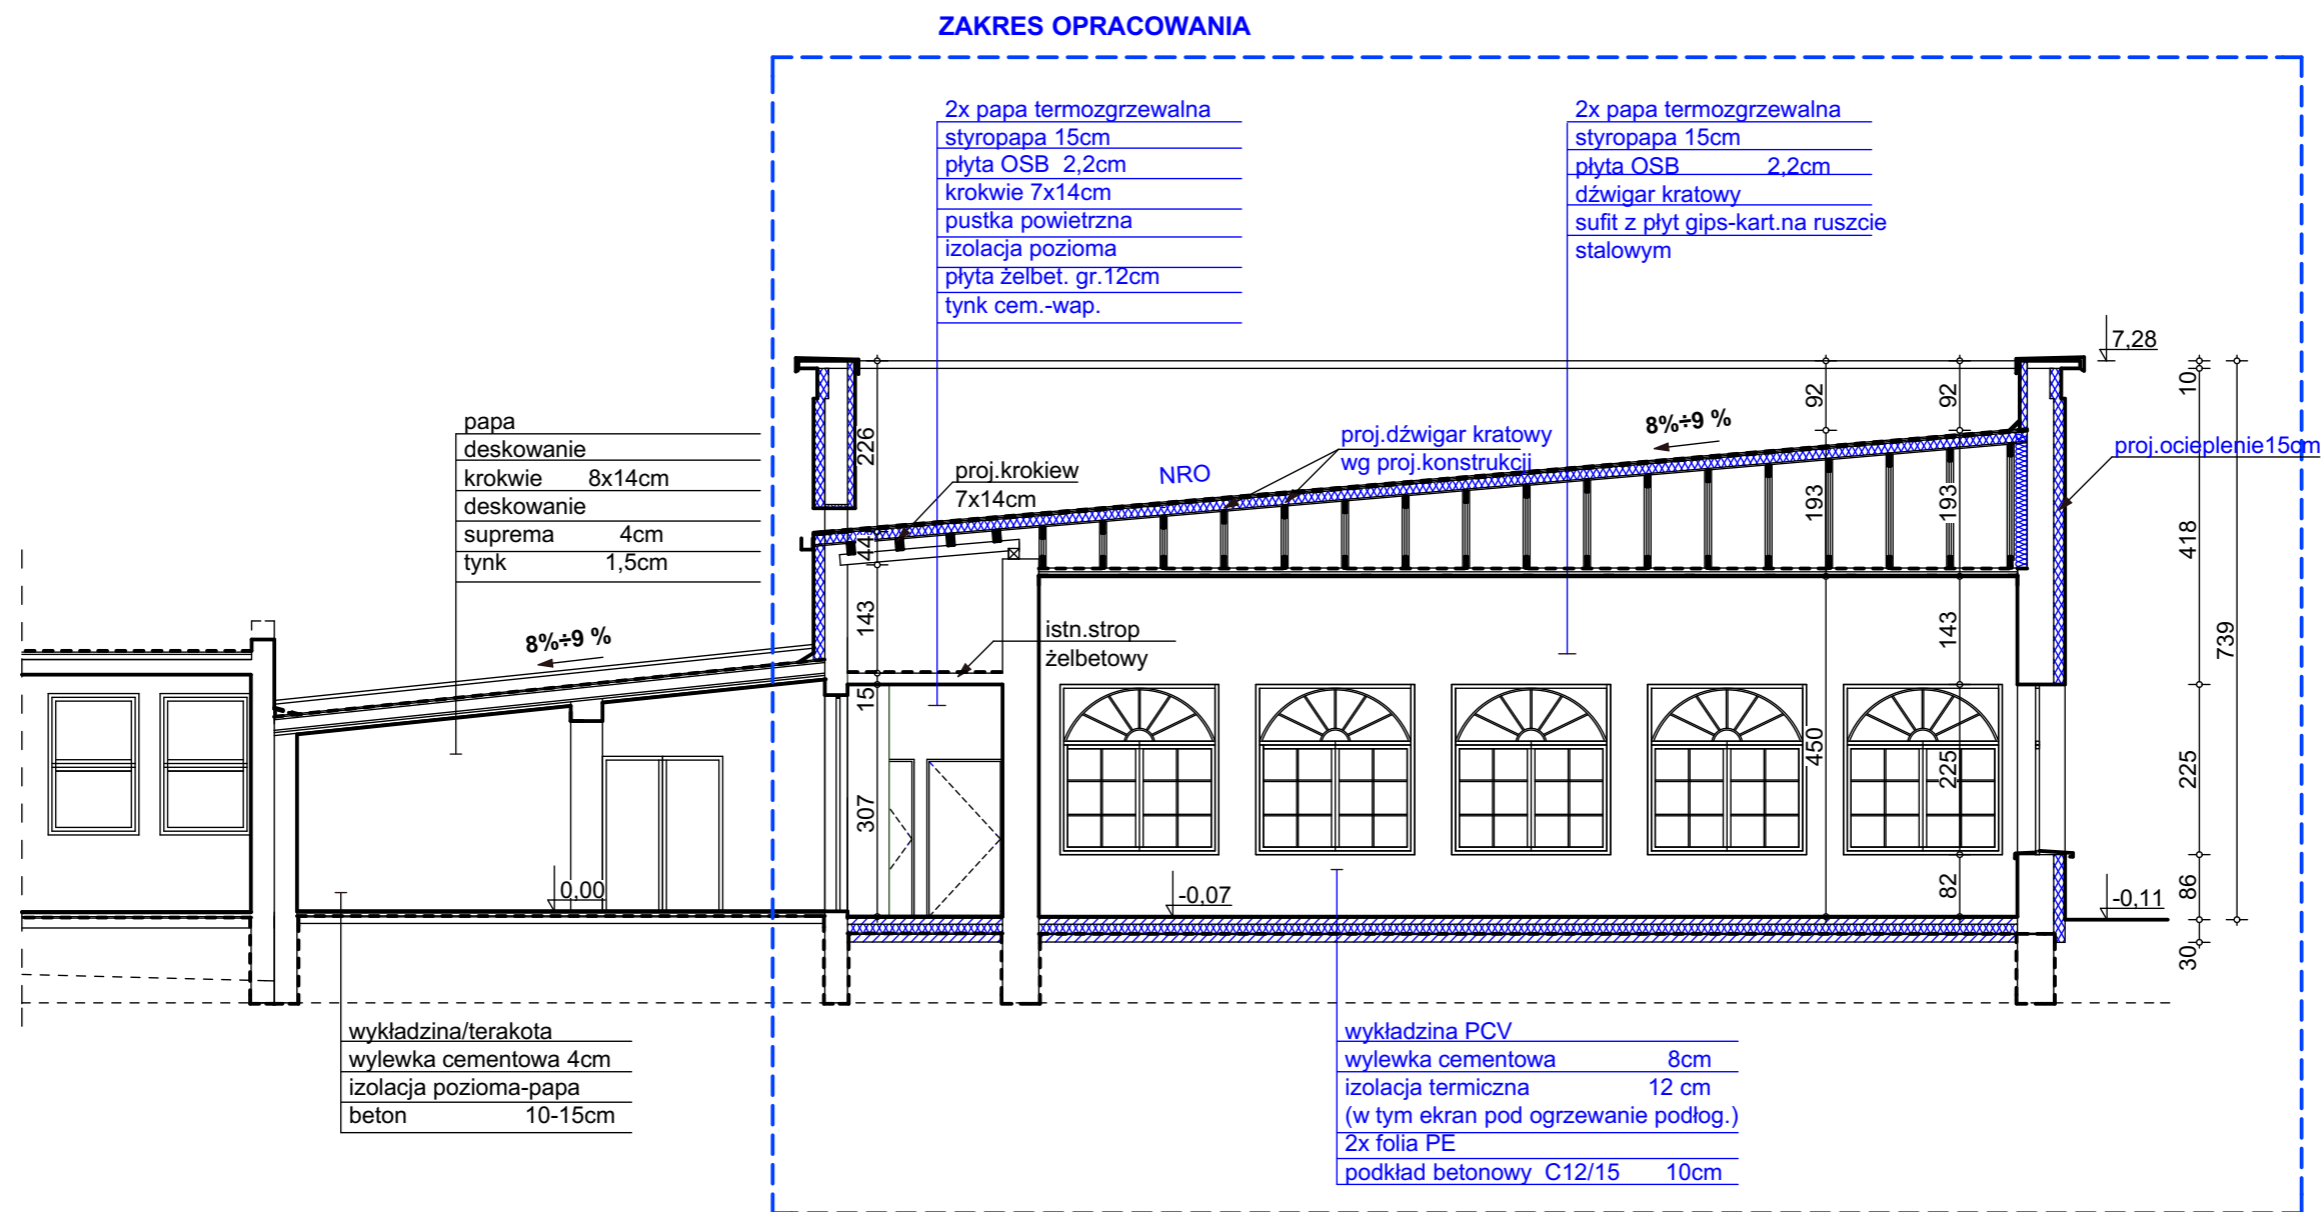 ZAKRES OPRACOWANIA
2x papa termozgrzewalna
styropapa 15cm
płyta OSB 2,2cm
krokwie 7x14cm
pustka powietrzna
izolacja pozioma
płyta żelbet. gr.12cm
tynk cem.-wap.
2x papa termozgrzewalna
styropapa 15cm
płyta OSB 2,2cm
dźwigar kratowy
sufit z płyt gips-kart.na ruszcie
stalowym
papa
deskowanie
krokwie 8x14cm
deskowanie
suprema 4cm
tynk 1,5cm
7,28
10
92
92
226
8%÷9 %
proj.dźwigar kratowy
wg proj.konstrukcji
proj.ocieplenie15cm
NRO
proj.krokiew
7x14cm
44
193
193
418
143
143
739
istn.strop
żelbetowy
8%÷9 %
15
307
450
225
225
0,00
-0,07
82
86
-0,11
30
wykładzina/terakota
wylewka cementowa 4cm
izolacja pozioma-papa
beton 10-15cm
wykładzina PCV
wylewka cementowa 8cm
izolacja termiczna 12 cm
(w tym ekran pod ogrzewanie podłog.)
2x folia PE
podkład betonowy C12/15 10cm